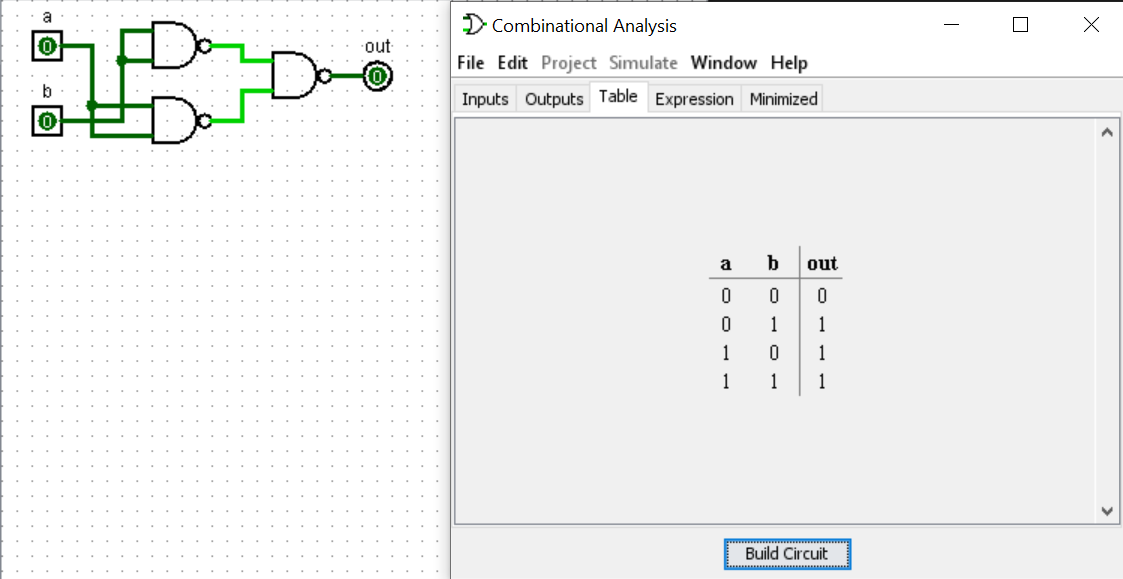 a
0
b
0
out
0
Combinational Analysis
File Edit Project Simulate Window Help
Inputs Outputs Table Expression Minimized
a b out
0 0 0
0 1 1
1 0 1
1 1 1
Build Circuit